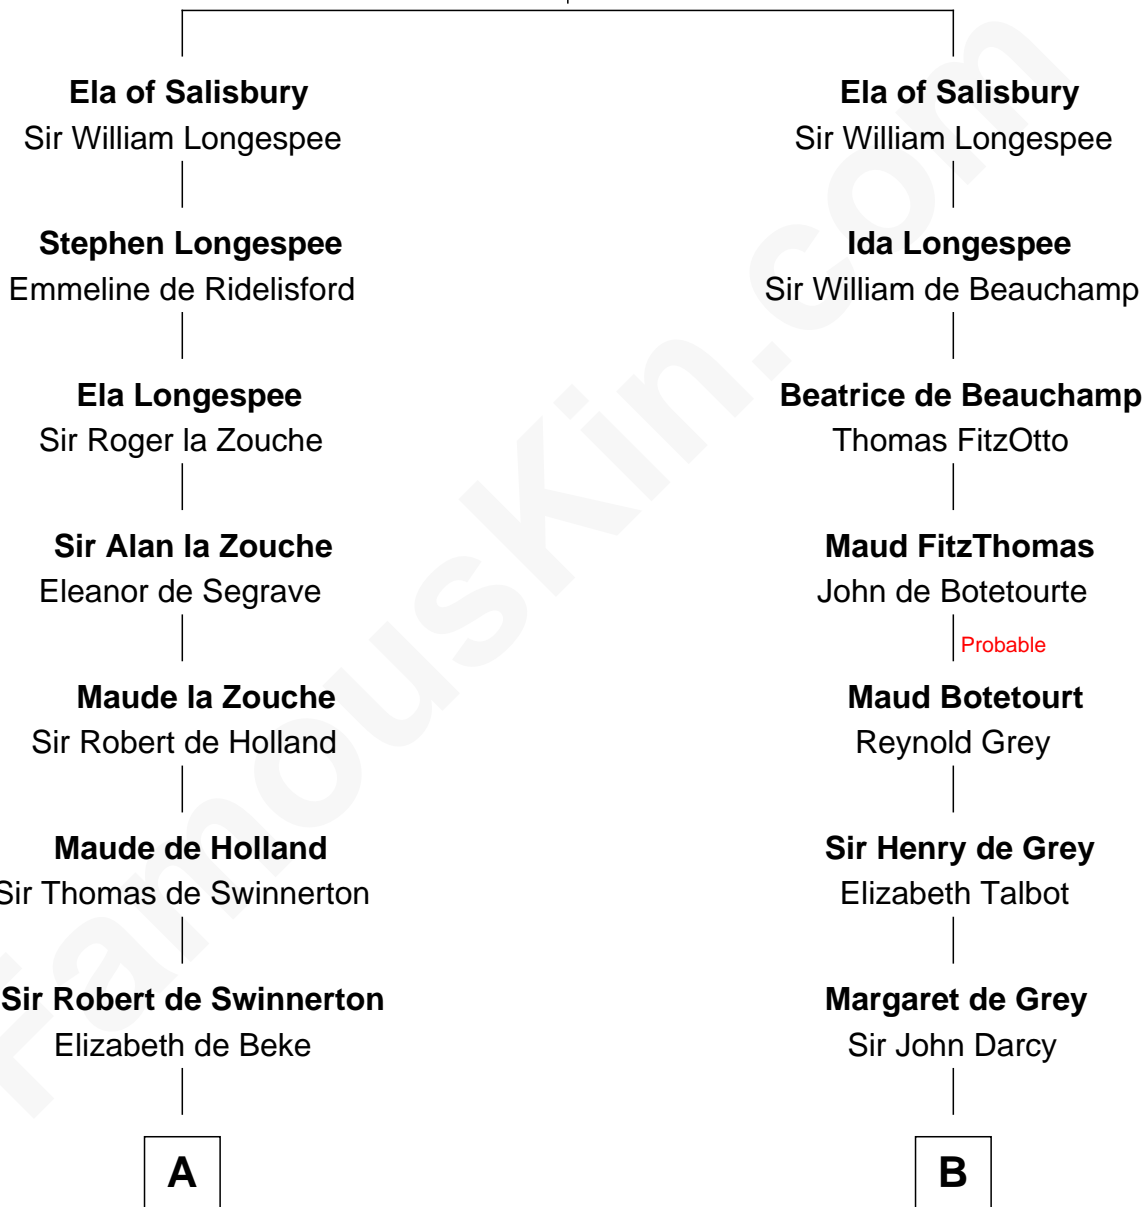 Ela of Salisbury
Sir William Longespee
Stephen Longespee
Emmeline de Ridelisford
Ela Longespee
Sir Roger la Zouche
Sir Alan la Zouche
Eleanor de Segrave
Maude la Zouche
Sir Robert de Holland
Maude de Holland
Sir Thomas de Swinnerton
Sir Robert de Swinnerton
Elizabeth de Beke
A
Ela of Salisbury
Sir William Longespee
Ida Longespee
Sir William de Beauchamp
Beatrice de Beauchamp
Thomas FitzOtto
Maud FitzThomas
John de Botetourte
Probable
Maud Botetourt
Reynold Grey
Sir Henry de Grey
Elizabeth Talbot
Margaret de Grey
Sir John Darcy
B
FamousKin.com